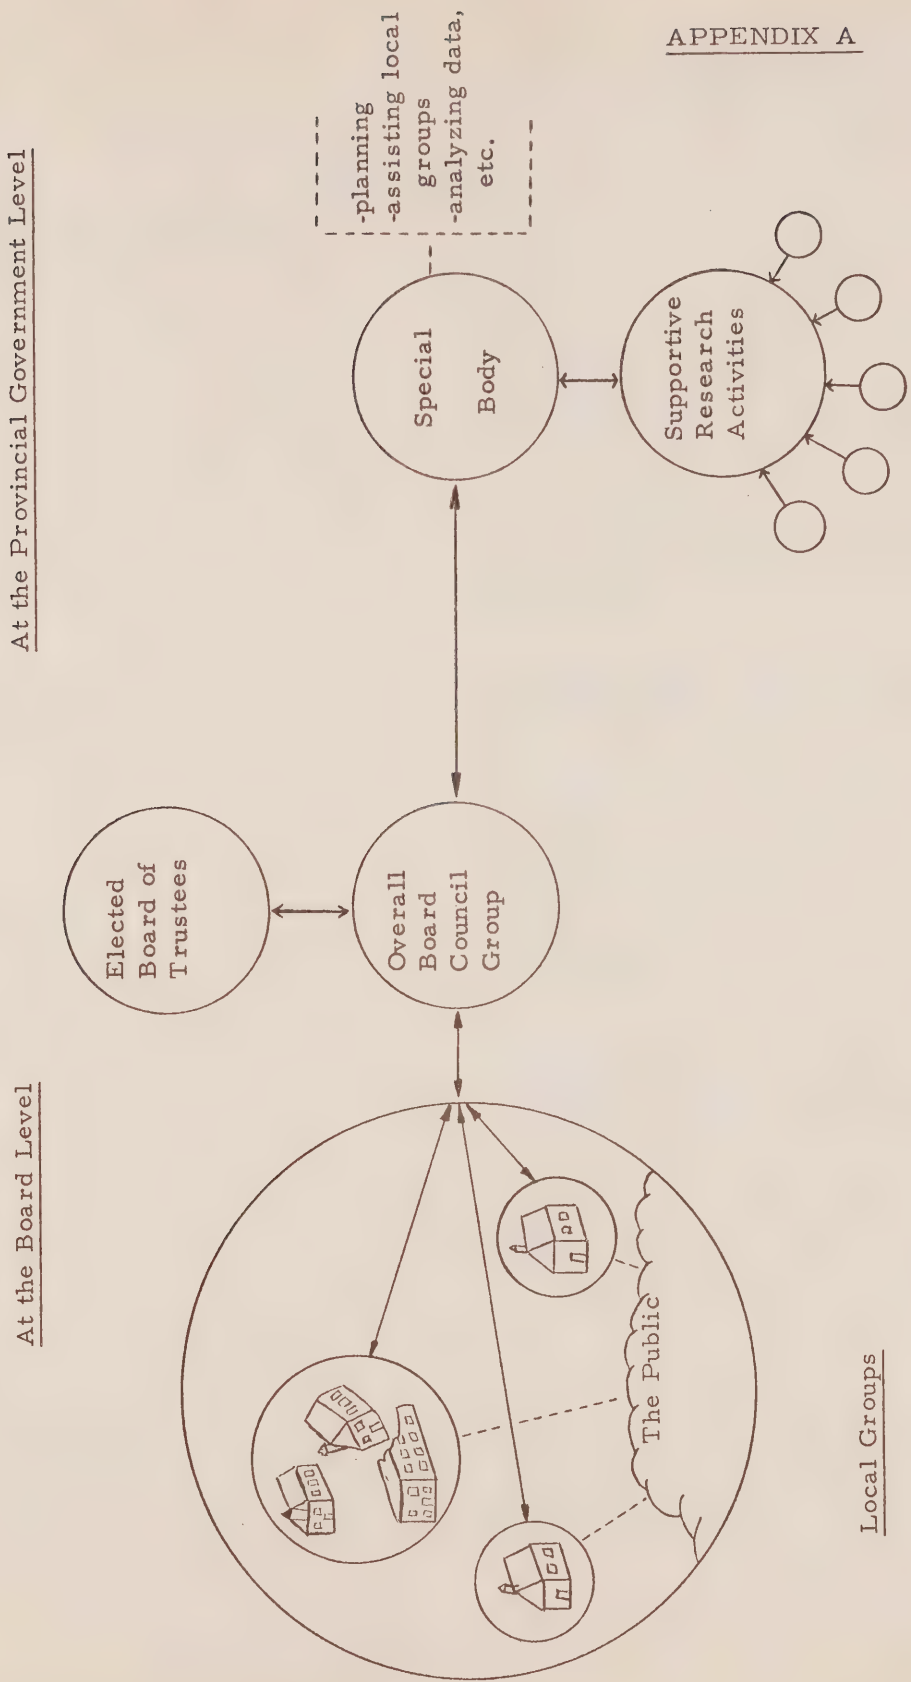 APPENDIX A
At the Board Level
At the Provincial Government Level
Elected
Board of
Trustees
Overall
Board
Council
Group
Special
Body
-planning
-assisting local
groups
-analyzing data,
etc.
Supportive
Research
Activities
The Public
Local Groups